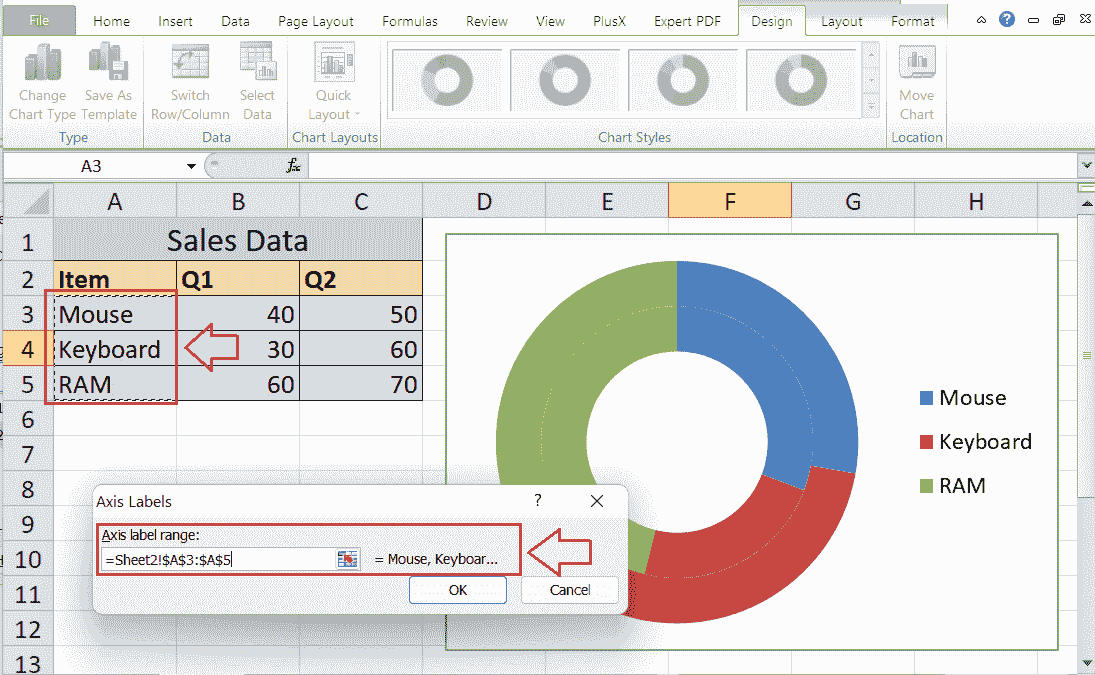 File Home Insert Data Page Layout Formulas Review View PlusX Expert PDF Design Layout Format ?
Change Chart Type
Save As Template
Switch Row/Column
Select Data
Quick Layout
Move Chart
Type Data Chart Layouts Chart Styles Location
A3 fx
A B C D E F G H
1 Sales Data
2 Item Q1 Q2
3 Mouse 40 50
4 Keyboard 30 60
5 RAM 60 70
6
7
8
9
10
11
12
13
Mouse
Keyboard
RAM
Axis Labels ?
Axis label range:
=Sheet2!$A$3:$A$5 = Mouse, Keyboar...
OK Cancel